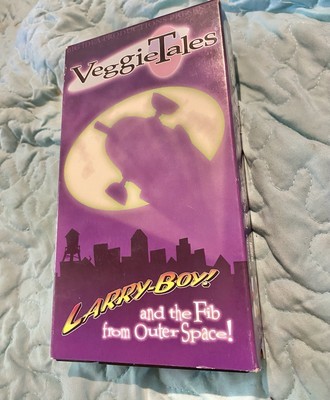 VeggieTales
LARRY-BOY!
and the Fib
from Outer Space!